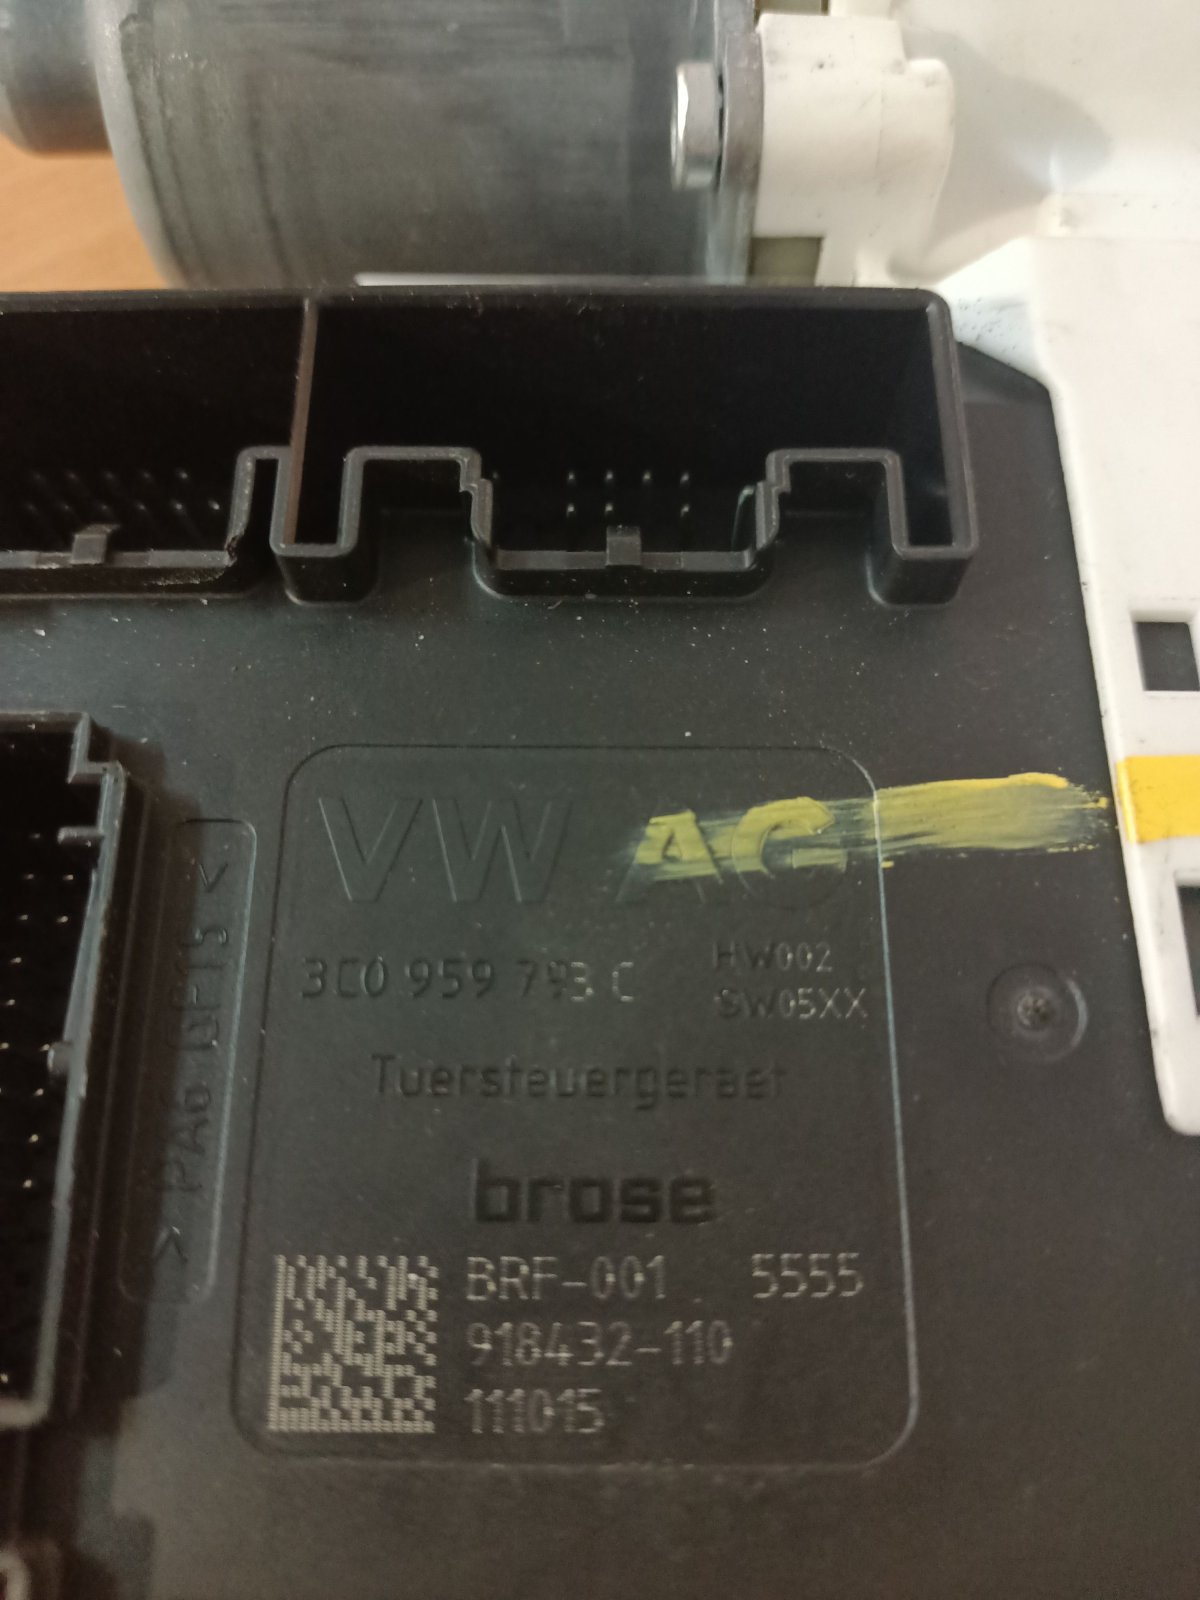 VW AG
3C0 959 793 C
HW002
SW05XX
Tuersteuergeraet
brose
BRF-001 5555
918432-110
111015
>PA6 GF15<